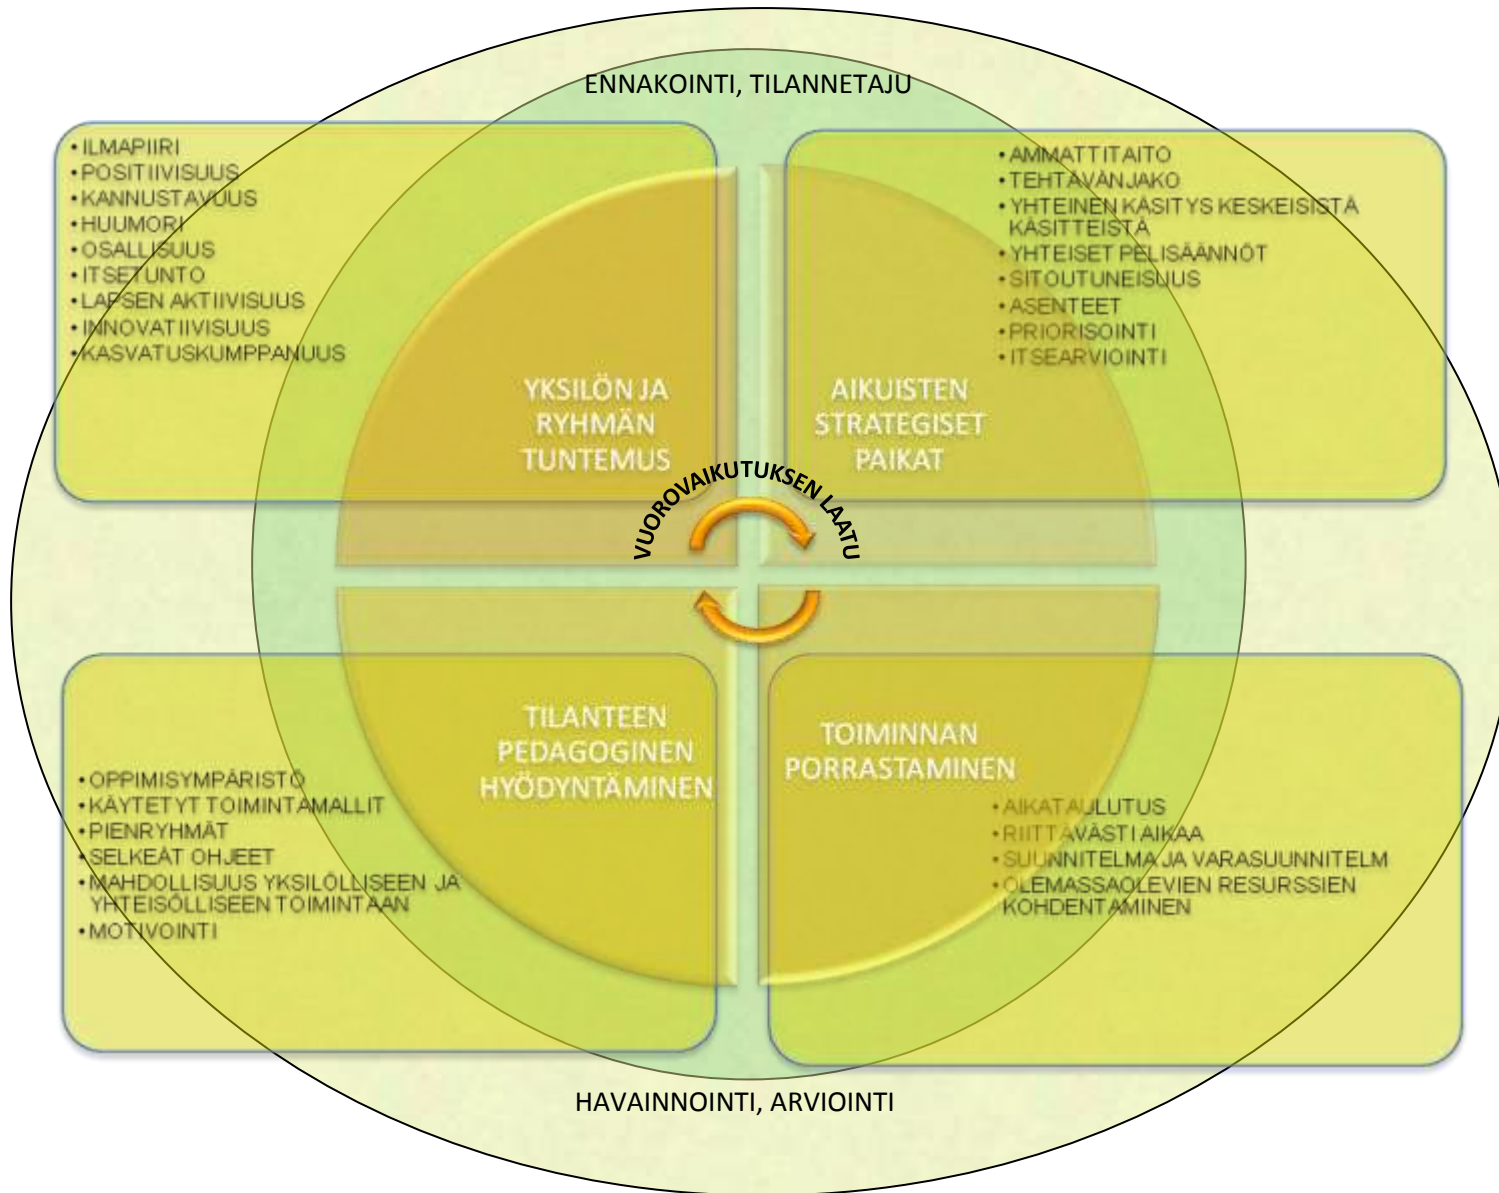 ENNAKOINTI, TILANNETAJU
• ILMAPIIRI
• POSITIIVISUUS
• KANNUSTAVUUS
• HUUMORI
• OSALLISUUS
• ITSETUNTO
• LAPSEN AKTIIVISUUS
• INNOVATIIVISUUS
• KASVATUSKUMPPANUUS
YKSILÖN JA
RYHMÄN
TUNTEMUS
• AMMATTITAITO
• TEHTÄVÄNJAKO
• YHTEINEN KÄSITYS KESKEISISTÄ
KÄSITTEISTÄ
• YHTEISET PELISÄÄNNÖT
• SITOUTUNEISUUS
• ASENTEET
• PRIORISOINTI
• ITSEARVIOINTI
AIKUISTEN
STRATEGISET
PAIKAT
VUOROVAIKUTUKSEN LAATU
TILANTEEN
PEDAGOGINEN
HYÖDYNTÄMINEN
• OPPIMISYMPÄRISTÖ
• KÄYTETYT TOIMINTAMALLIT
• PIENRYHMÄT
• SELKEÄT OHJEET
• MAHDOLLISUUS YKSILÖLLISEEN JA
YHTEISÖLLISEEN TOIMINTAAN
• MOTIVOINTI
TOIMINNAN
PORRASTAMINEN
• AIKATAULUTUS
• RIITTÄVÄSTI AIKAA
• SUUNNITELMA JA VARASUUNNITELM
• OLEMASSAOLEVIEN RESURSSIEN
KOHDENTAMINEN
HAVAINNOINTI, ARVIOINTI